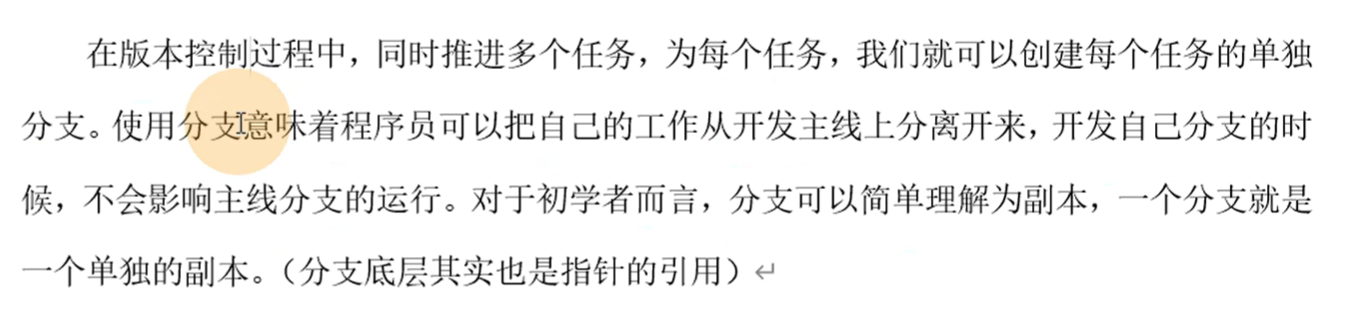 在版本控制过程中，同时推进多个任务，为每个任务，我们就可以创建每个任务的单独
分支。使用分支意味着程序员可以把自己的工作从开发主线上分离开来，开发自己分支的时
候，不会影响主线分支的运行。对于初学者而言，分支可以简单理解为副本，一个分支就是
一个单独的副本。（分支底层其实也是指针的引用）↵